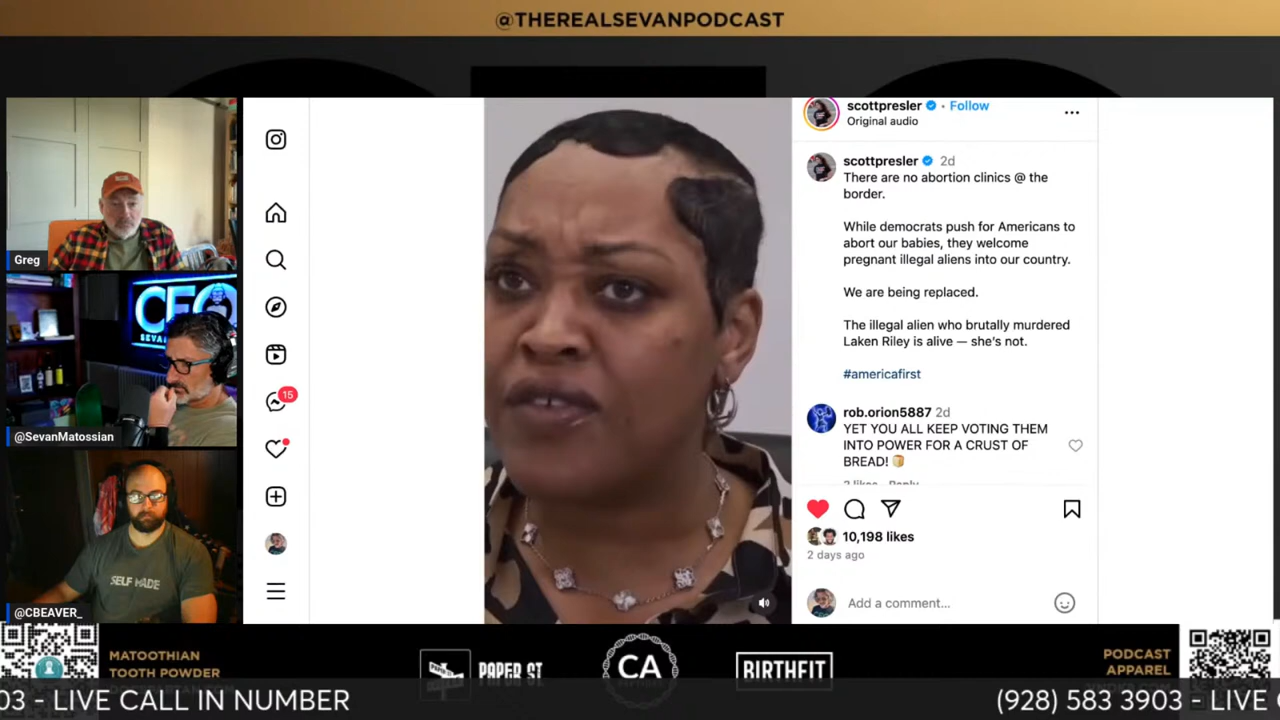 @THEREALSEVANPODCAST
Greg
CEO
SEVAN
@SevanMatossian
SELF MADE
@CBEAVER_
15
scottpresler • Follow
Original audio
scottpresler 2d
There are no abortion clinics @ the
border.
While democrats push for Americans to
abort our babies, they welcome
pregnant illegal aliens into our country.
We are being replaced.
The illegal alien who brutally murdered
Laken Riley is alive — she's not.
#americafirst
rob.orion5887 2d
YET YOU ALL KEEP VOTING THEM
INTO POWER FOR A CRUST OF
BREAD! 🍞
2 likes Reply
10,198 likes
2 days ago
Add a comment...
MATOOTHIAN
TOOTH POWDER
PAPER ST
CA
BIRTHFIT
PODCAST
APPAREL
03 - LIVE CALL IN NUMBER
(928) 583 3903 - LIVE